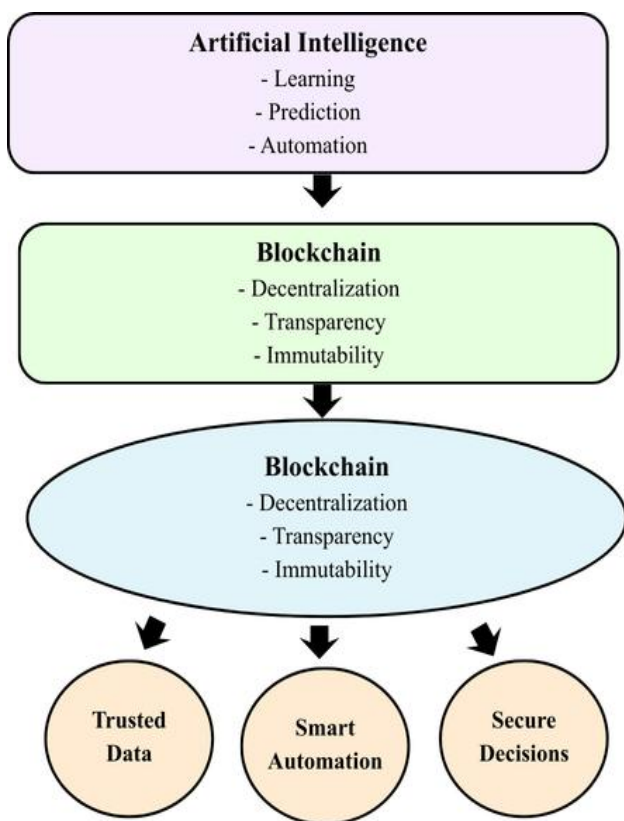 Artificial Intelligence
- Learning
- Prediction
- Automation
Blockchain
- Decentralization
- Transparency
- Immutability
Blockchain
- Decentralization
- Transparency
- Immutability
Trusted
Data
Smart
Automation
Secure
Decisions